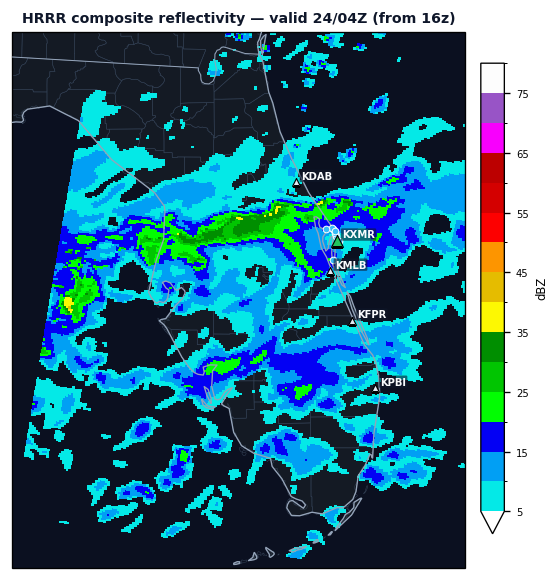 HRRR composite reflectivity — valid 24/04Z (from 16z)
KDAB
KXMR
KMLB
KFPR
KPBI
75
65
55
45
35
25
15
5
dBZ